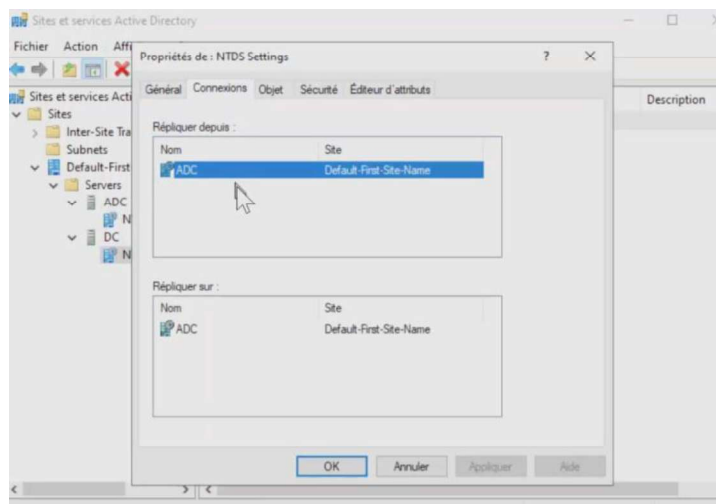 Sites et services Active Directory
Fichier Action Affi
Propriétés de : NTDS Settings ? ×
Général Connexions Objet Sécurité Éditeur d'attributs
Sites et services Acti
Sites
Inter-Site Tra
Subnets
Default-First
Servers
ADC
N
DC
N
Description
Répliquer depuis :
Nom Site
ADC Default-First-Site-Name
Répliquer sur :
Nom Site
ADC Default-First-Site-Name
OK Annuler Appliquer Aide